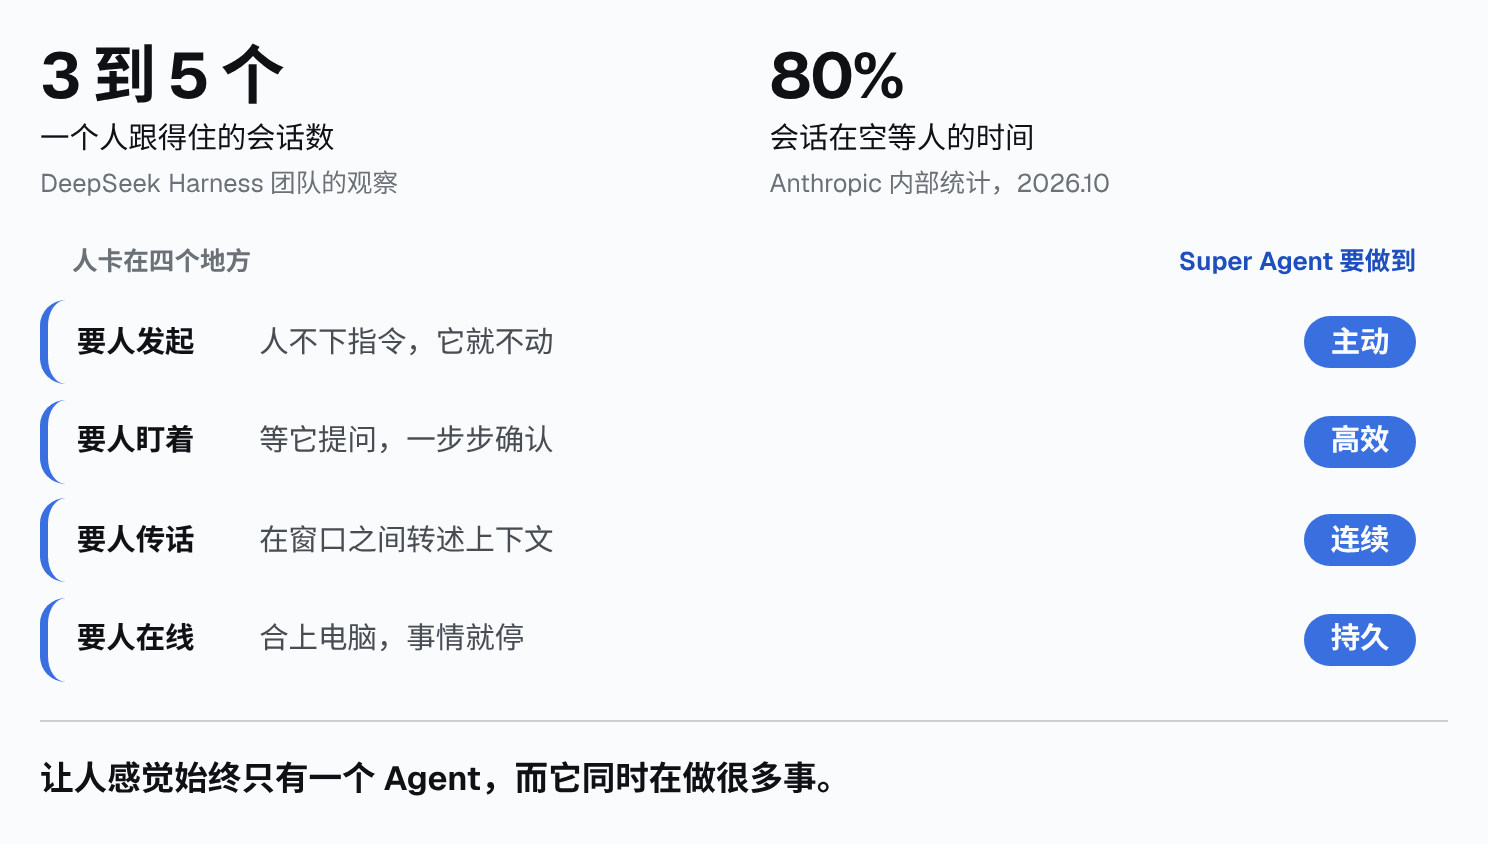 3 到 5 个
一个人跟得住的会话数
DeepSeek Harness 团队的观察
80%
会话在空等人的时间
Anthropic 内部统计，2026.10
人卡在四个地方
Super Agent 要做到
要人发起 人不下指令，它就不动 主动
要人盯着 等它提问，一步步确认 高效
要人传话 在窗口之间转述上下文 连续
要人在线 合上电脑，事情就停 持久
让人感觉始终只有一个 Agent，而它同时在做很多事。